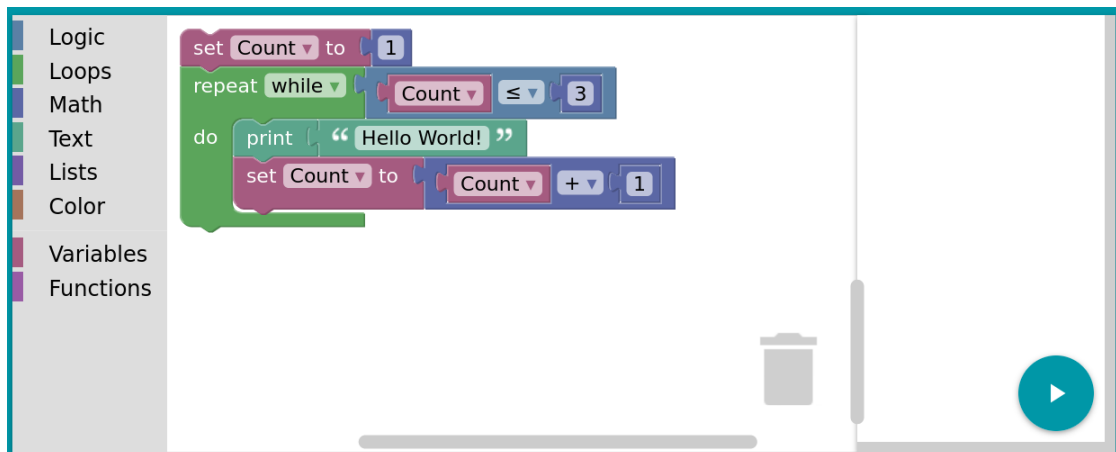 Logic
Loops
Math
Text
Lists
Color
Variables
Functions
set Count ▾ to 1
repeat while ▾ Count ▾ ≤ ▾ 3
do print “ Hello World! ”
set Count ▾ to Count ▾ + ▾ 1